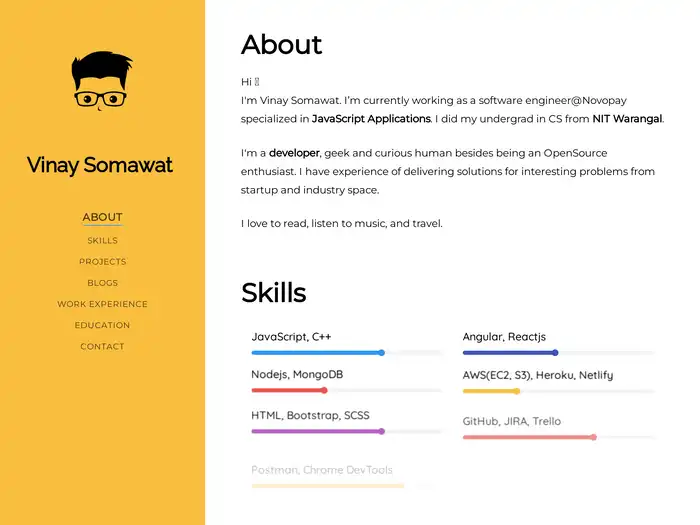 Vinay Somawat
ABOUT
SKILLS
PROJECTS
BLOGS
WORK EXPERIENCE
EDUCATION
CONTACT
About
Hi
I'm Vinay Somawat. I'm currently working as a software engineer@Novopay
specialized in JavaScript Applications. I did my undergrad in CS from NIT Warangal.
I'm a developer, geek and curious human besides being an OpenSource
enthusiast. I have experience of delivering solutions for interesting problems from
startup and industry space.
I love to read, listen to music, and travel.
Skills
JavaScript, C++
Angular, Reactjs
Nodejs, MongoDB
AWS(EC2, S3), Heroku, Netlify
HTML, Bootstrap, SCSS
GitHub, JIRA, Trello
Postman, Chrome DevTools